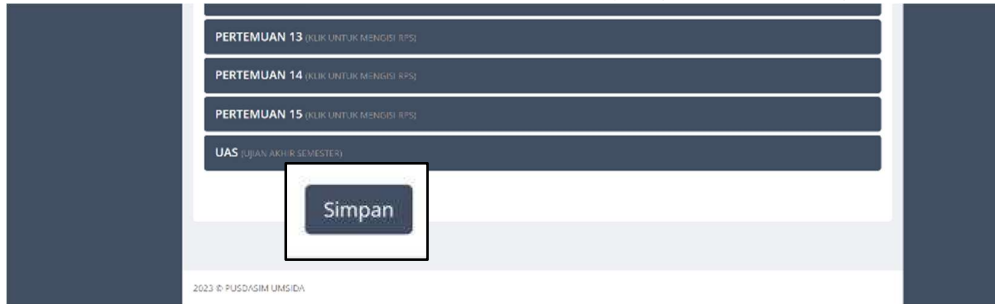 PERTEMUAN 13 (KLIK UNTUK MENGISI RPS)
PERTEMUAN 14 (KLIK UNTUK MENGISI RPS)
PERTEMUAN 15 (KLIK UNTUK MENGISI RPS)
UAS (UJIAN AKHIR SEMESTER)
Simpan
2023 © PUSDASIM UMSIDA